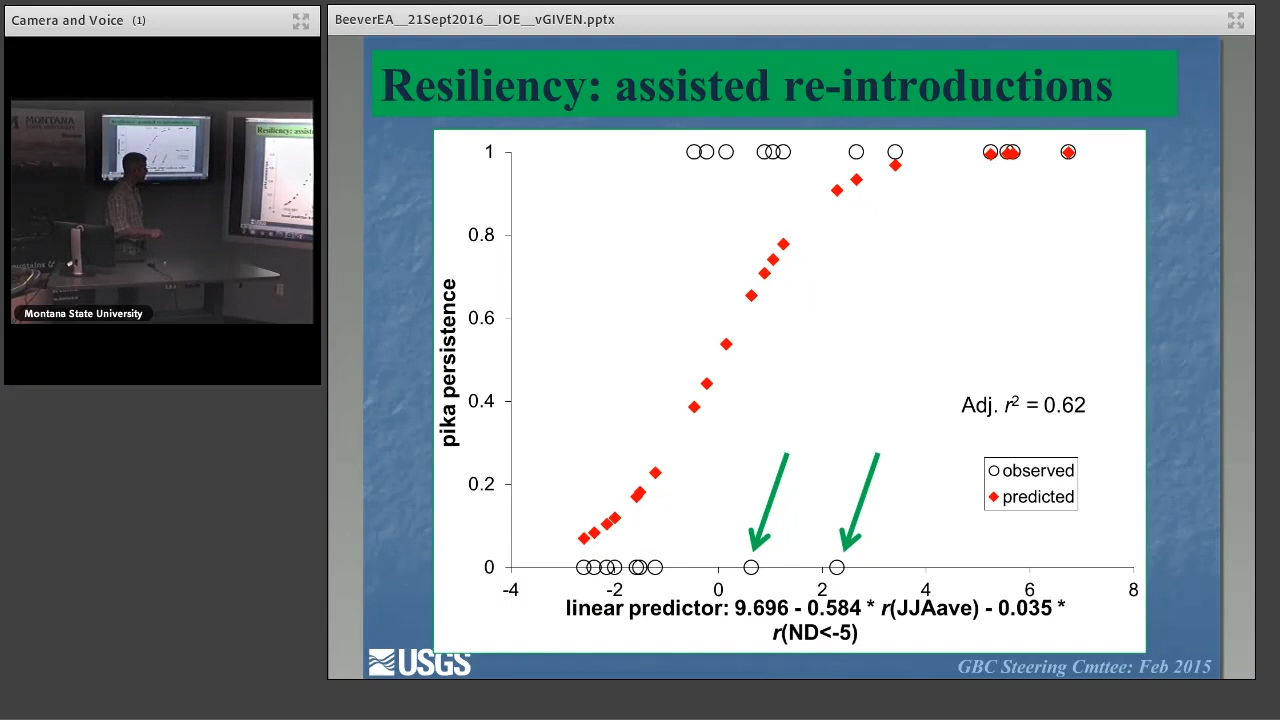 Camera and Voice (1)
BeeverEA__21Sept2016__IOE__vGIVEN.pptx
MONTANA
Montana State University
USGS
Resiliency: assisted re-introductions
1
0.8
0.6
0.4
0.2
0
pika persistence
Adj. r² = 0.62
observed
predicted
-4 -2 0 2 4 6 8
linear predictor: 9.696 - 0.584 * r(JJAave) - 0.035 *
r(ND<-5)
USGS
GBC Steering Cmttee: Feb 2015